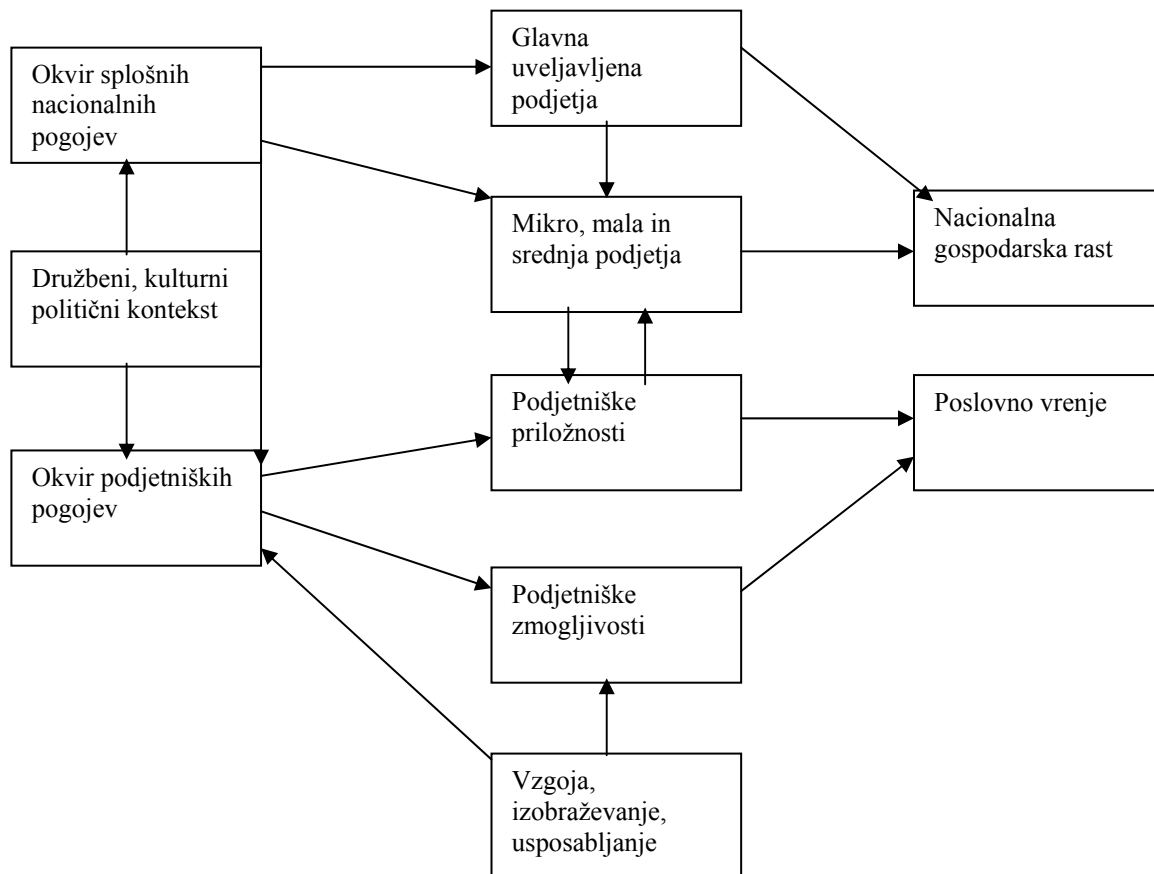 Okvir splošnih
nacionalnih
pogojev
Glavna
uveljavljena
podjetja
Mikro, mala in
srednja podjetja
Nacionalna
gospodarska rast
Družbeni, kulturni
politični kontekst
Podjetniške
priložnosti
Poslovno vrenje
Okvir podjetniških
pogojev
Podjetniške
zmogljivosti
Vzgoja,
izobraževanje,
usposabljanje